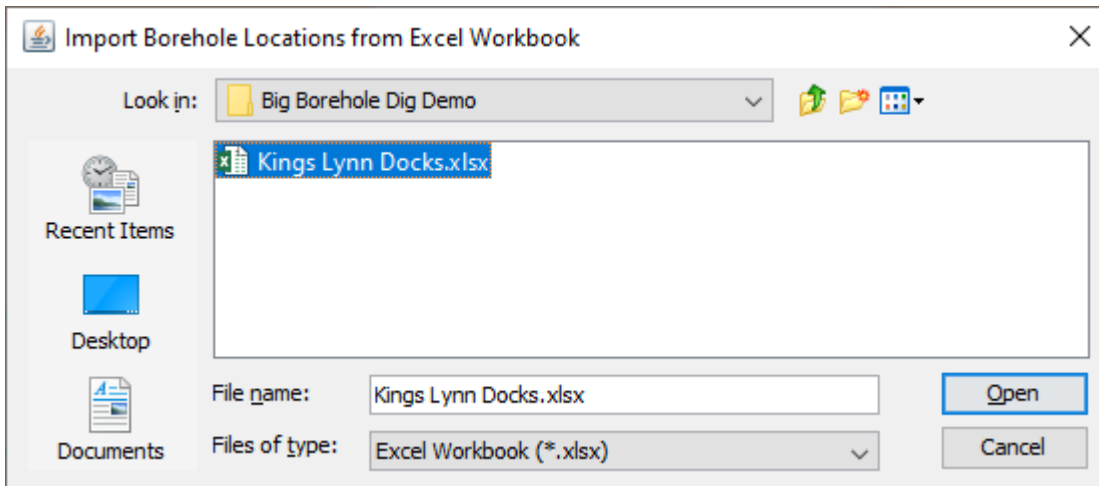 Import Borehole Locations from Excel Workbook
Look in:
Big Borehole Dig Demo
Kings Lynn Docks.xlsx
Recent Items
Desktop
Documents
File name:
Kings Lynn Docks.xlsx
Open
Files of type:
Excel Workbook (*.xlsx)
Cancel